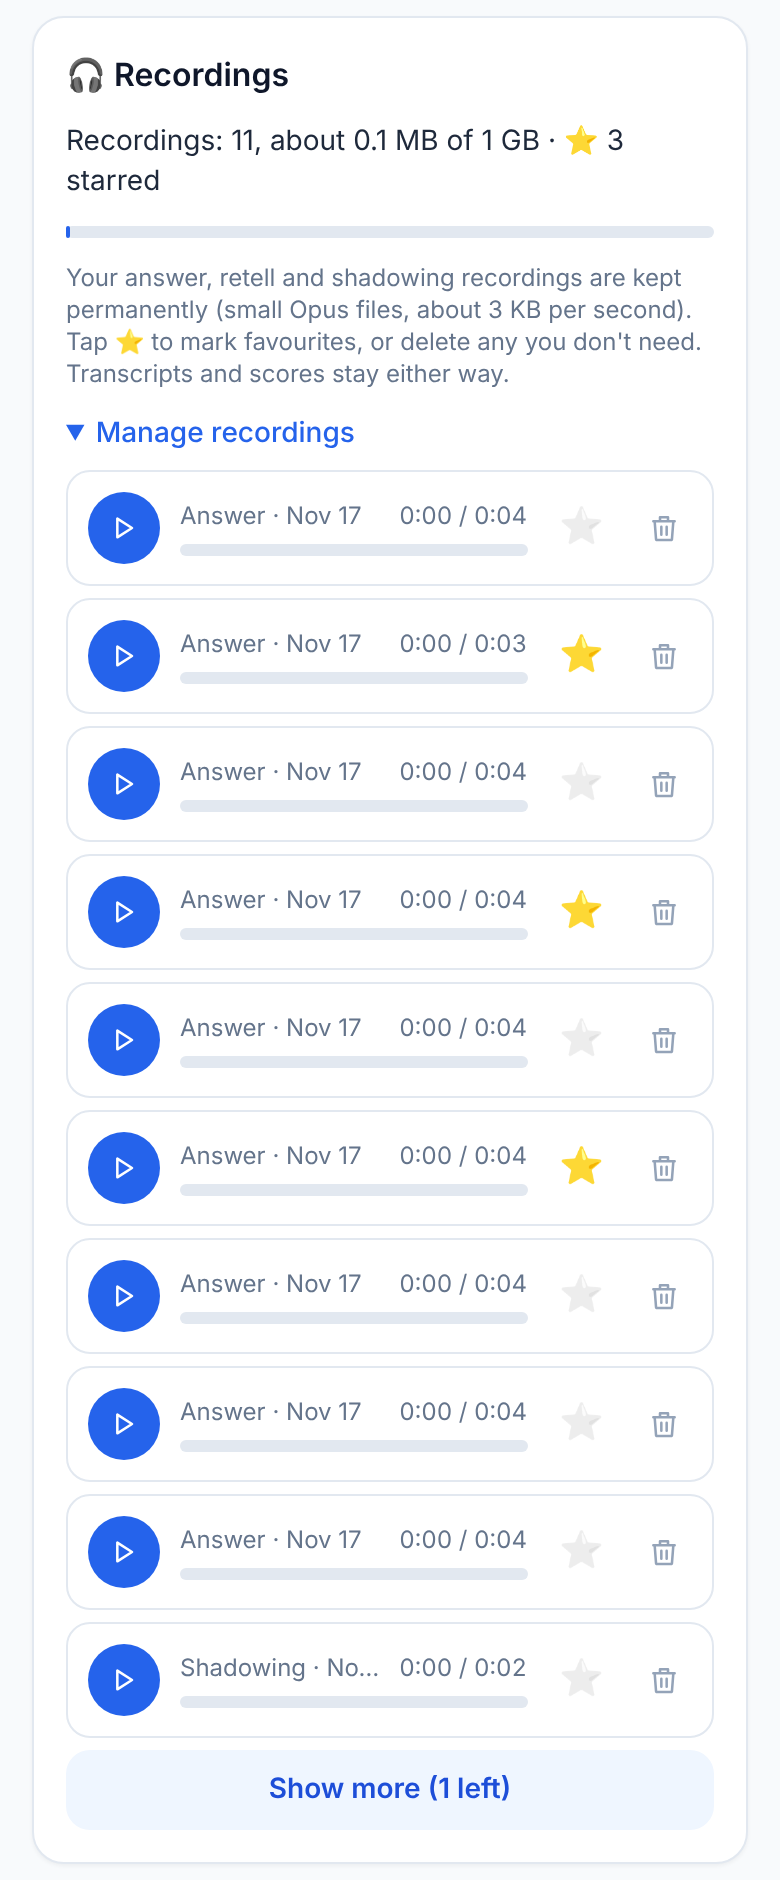 🎧 Recordings
Recordings: 11, about 0.1 MB of 1 GB · ⭐ 3
starred
Your answer, retell and shadowing recordings are kept
permanently (small Opus files, about 3 KB per second).
Tap ⭐ to mark favourites, or delete any you don't need.
Transcripts and scores stay either way.
▼ Manage recordings
Answer · Nov 17 0:00 / 0:04
Answer · Nov 17 0:00 / 0:03
Answer · Nov 17 0:00 / 0:04
Answer · Nov 17 0:00 / 0:04
Answer · Nov 17 0:00 / 0:04
Answer · Nov 17 0:00 / 0:04
Answer · Nov 17 0:00 / 0:04
Answer · Nov 17 0:00 / 0:04
Answer · Nov 17 0:00 / 0:04
Shadowing · No... 0:00 / 0:02
Show more (1 left)